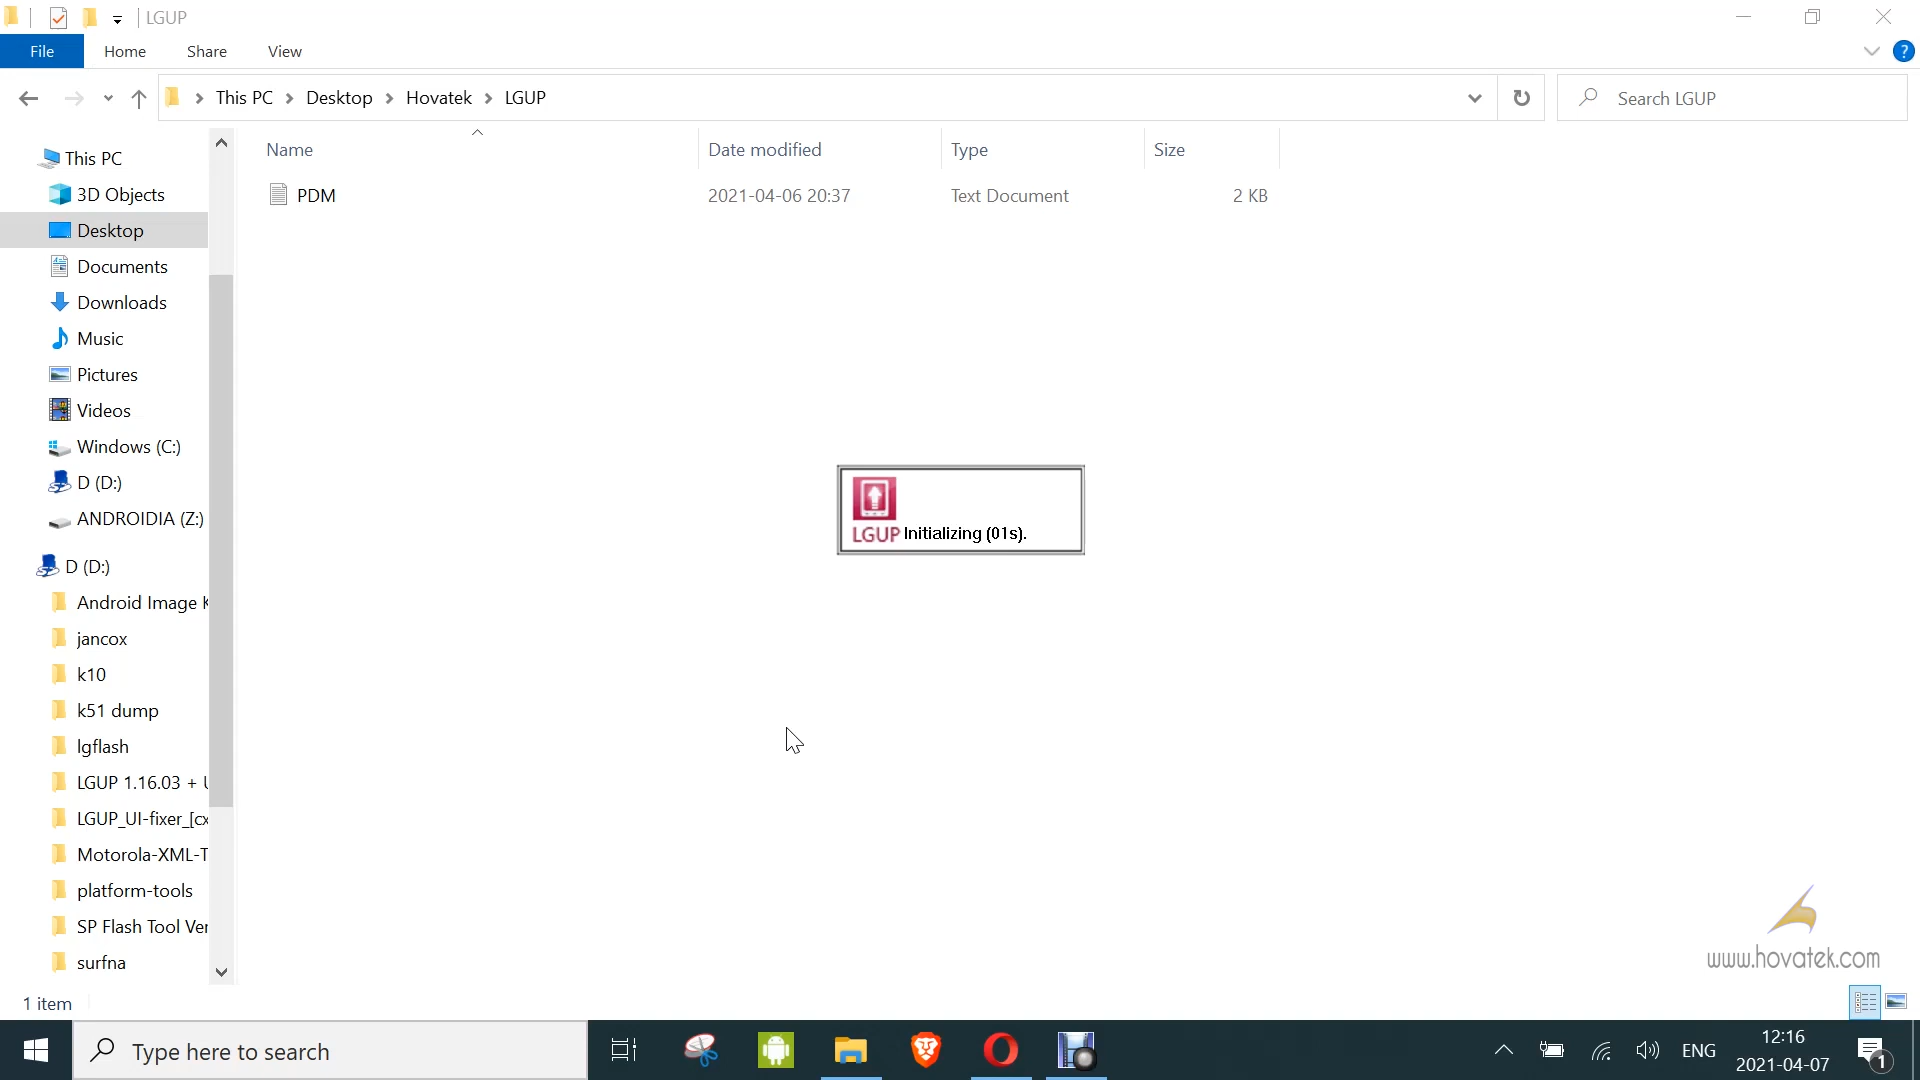 LGUP
File
Home
Share
View
?
This PC
Desktop
Hovatek
LGUP
Search LGUP
Name
Date modified
Type
Size
PDM
2021-04-06 20:37
Text Document
2 KB
This PC
3D Objects
Desktop
Documents
Downloads
Music
Pictures
Videos
Windows (C:)
D (D:)
ANDROIDIA (Z:)
D (D:)
Android Image K
jancox
k10
k51 dump
lgflash
LGUP 1.16.03 + U
LGUP_UI-fixer_[cx
Motorola-XML-T
platform-tools
SP Flash Tool Ver
surfna
LGUP Initializing (01s).
www.hovatek.com
1 item
Type here to search
ENG
12:16
2021-04-07
1